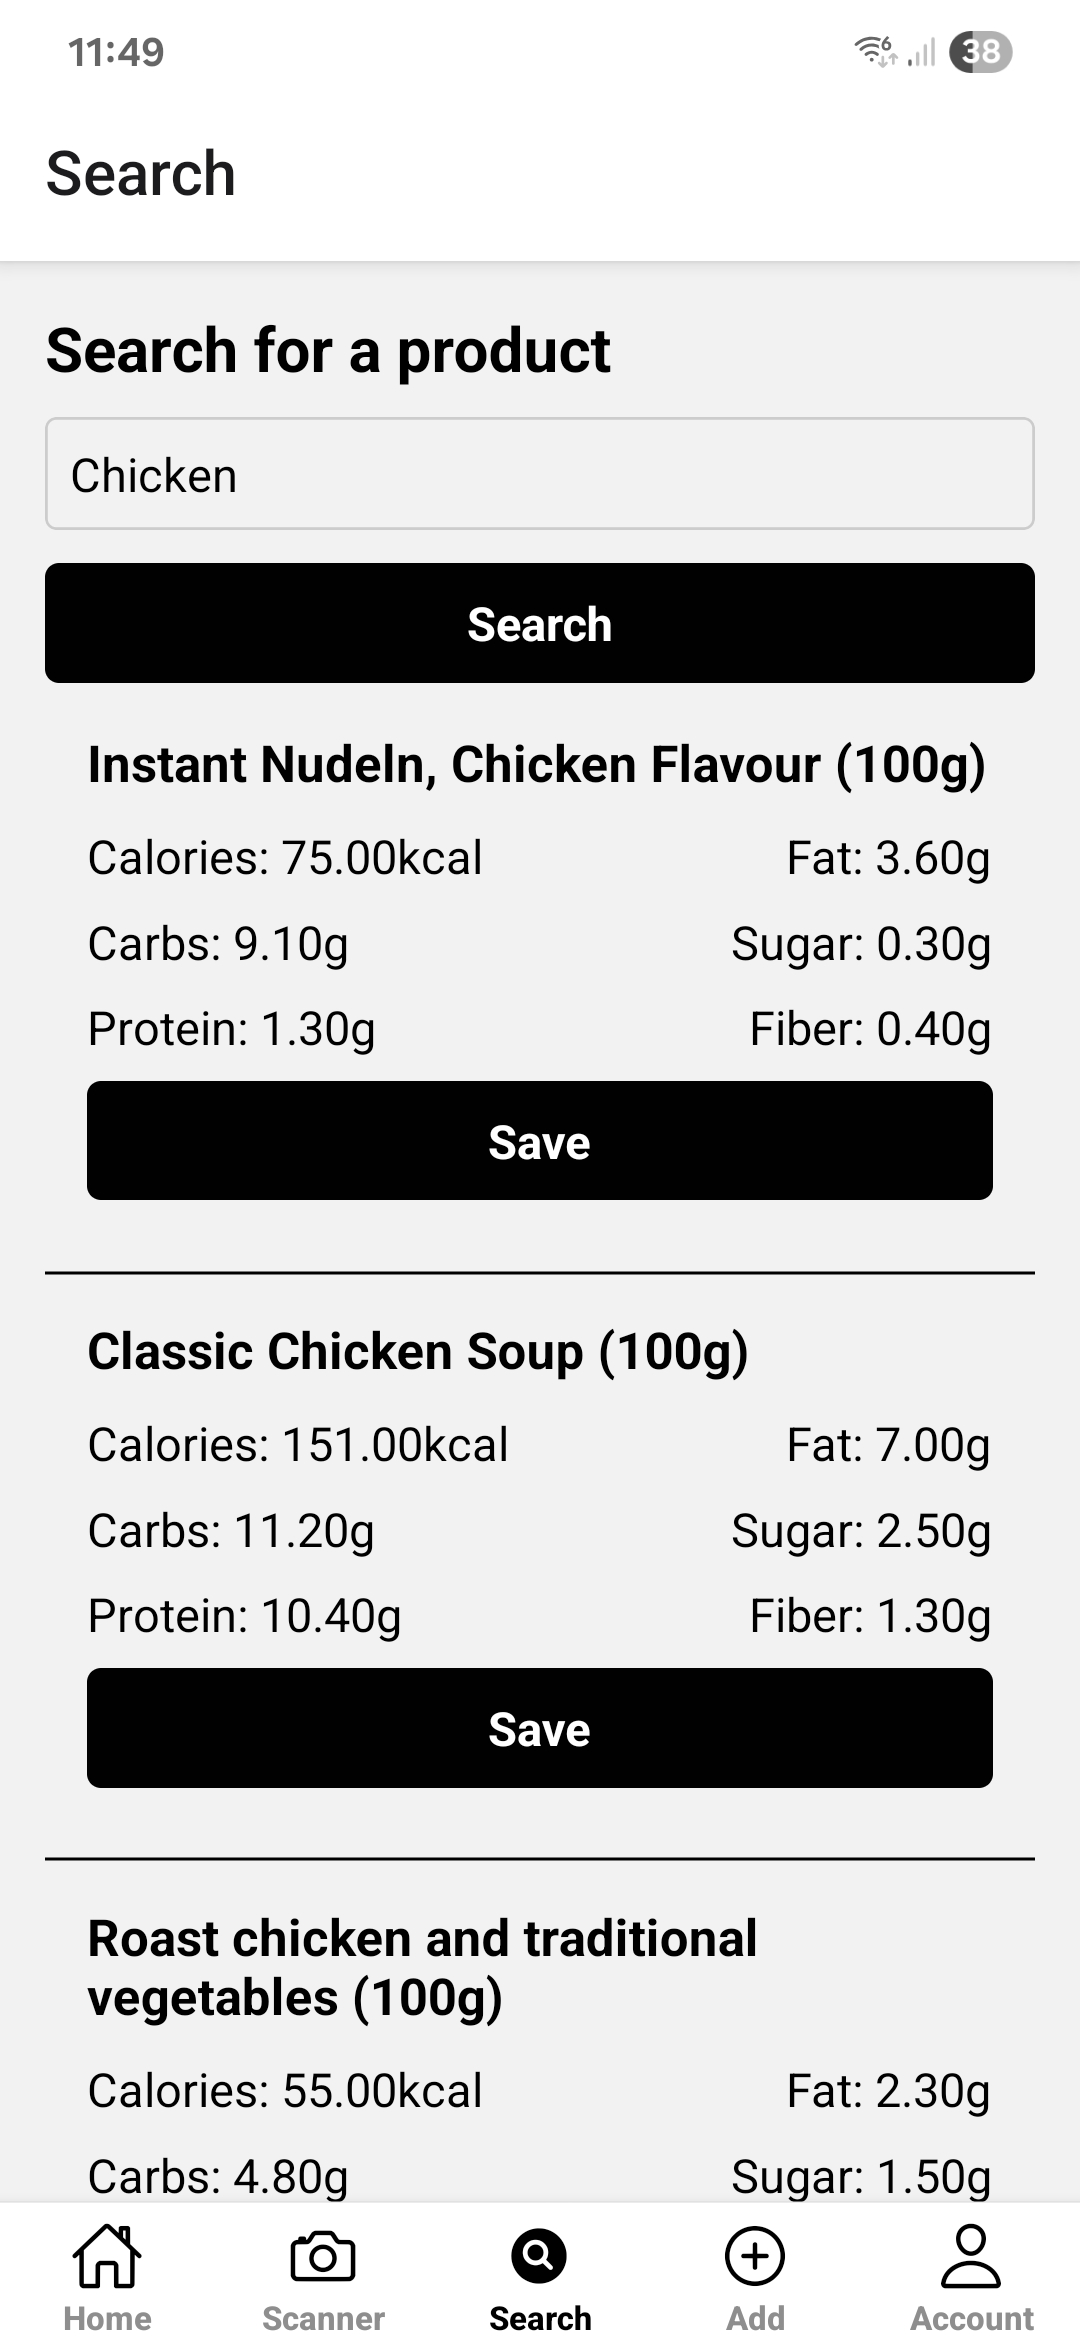 11:49
6
38
Search
Search for a product
Chicken
Search
Instant Nudeln, Chicken Flavour (100g)
Calories: 75.00kcal Fat: 3.60g
Carbs: 9.10g Sugar: 0.30g
Protein: 1.30g Fiber: 0.40g
Save
Classic Chicken Soup (100g)
Calories: 151.00kcal Fat: 7.00g
Carbs: 11.20g Sugar: 2.50g
Protein: 10.40g Fiber: 1.30g
Save
Roast chicken and traditional
vegetables (100g)
Calories: 55.00kcal Fat: 2.30g
Carbs: 4.80g Sugar: 1.50g
Home Scanner Search Add Account